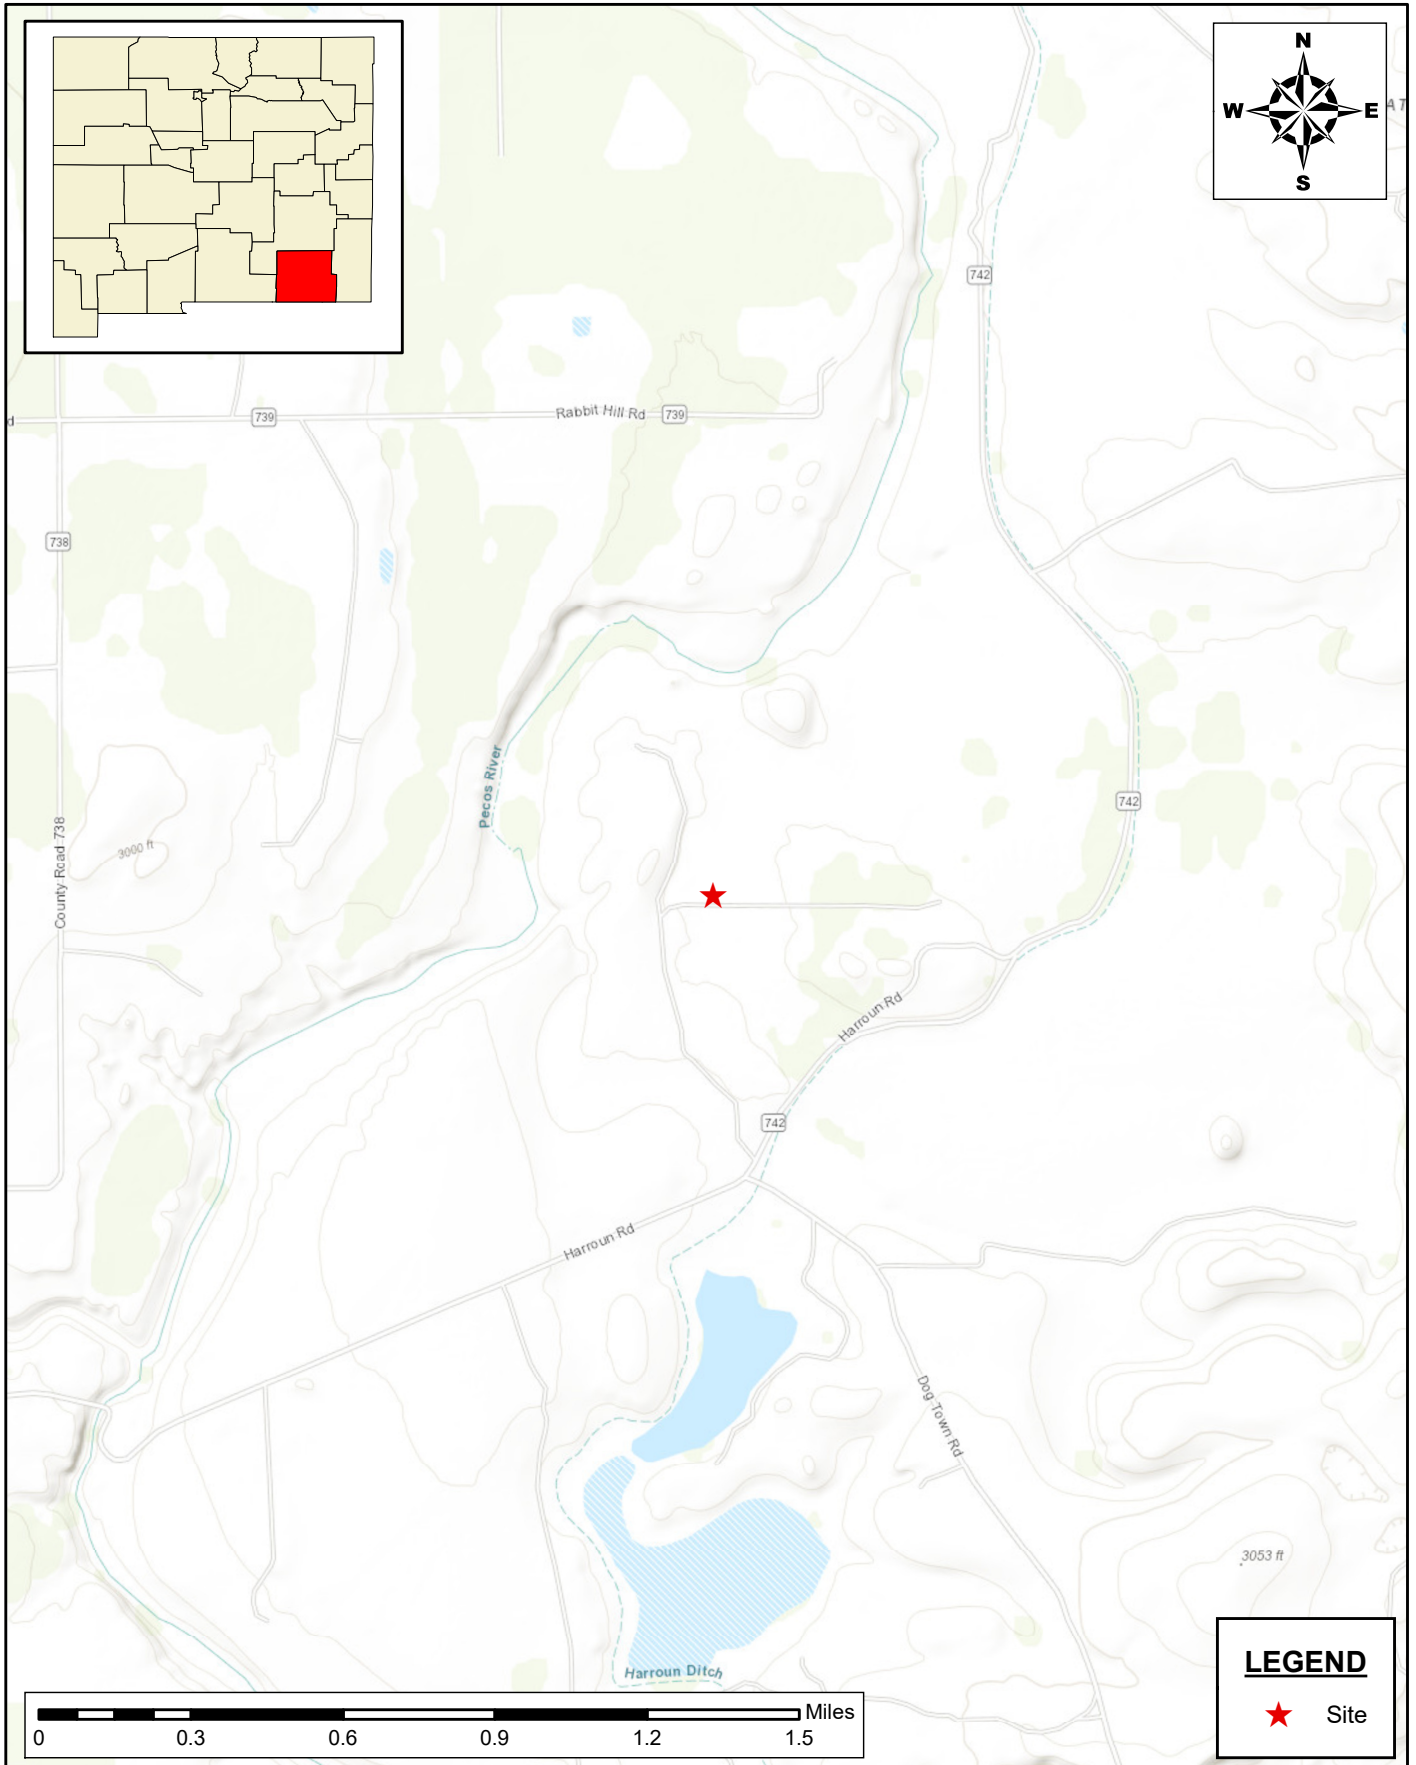 N
W
E
S
AT
742
Rabbit Hill Rd
739
739
d
738
Pecos River
742
County Road 738
3000 ft
Harroun Rd
742
Harroun Rd
Dog Town Rd
3053 ft
Harroun Ditch
LEGEND
Site
Miles
0
0.3
0.6
0.9
1.2
1.5